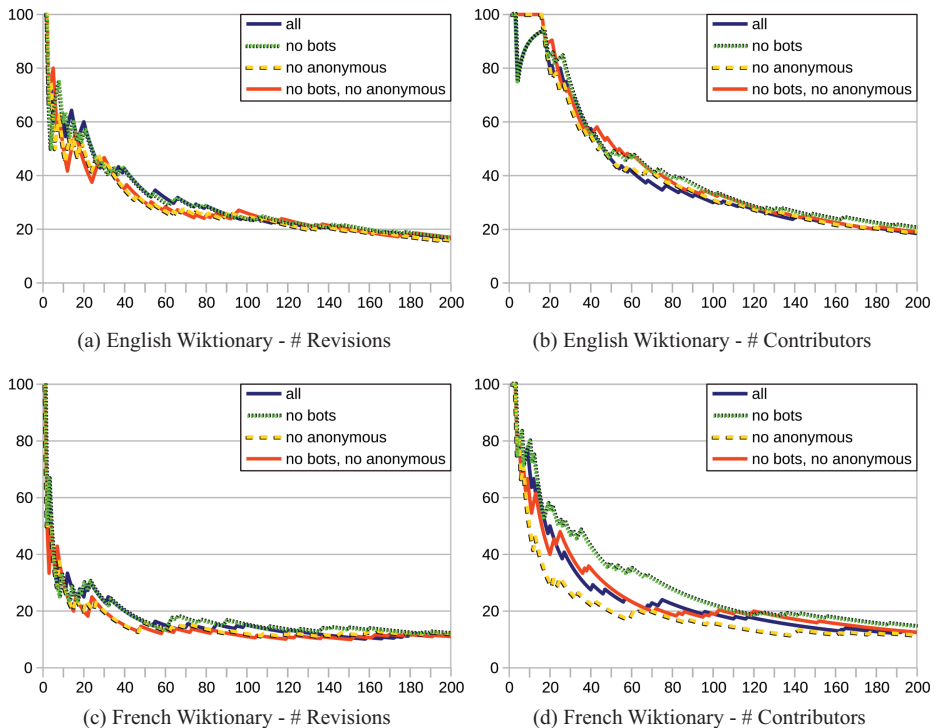 100
80
60
40
20
0
all
no bots
no anonymous
no bots, no anonymous
0 20 40 60 80 100 120 140 160 180 200
(a) English Wiktionary - # Revisions
100
80
60
40
20
0
all
no bots
no anonymous
no bots, no anonymous
0 20 40 60 80 100 120 140 160 180 200
(b) English Wiktionary - # Contributors
100
80
60
40
20
0
all
no bots
no anonymous
no bots, no anonymous
0 20 40 60 80 100 120 140 160 180 200
(c) French Wiktionary - # Revisions
100
80
60
40
20
0
all
no bots
no anonymous
no bots, no anonymous
0 20 40 60 80 100 120 140 160 180 200
(d) French Wiktionary - # Contributors